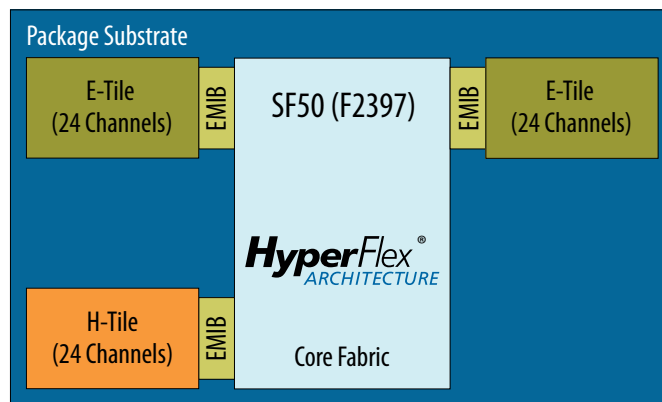 Package Substrate
E-Tile
(24 Channels)
EMIB
SF50 (F2397)
EMIB
E-Tile
(24 Channels)
HyperFlex®
ARCHITECTURE
H-Tile
(24 Channels)
EMIB
Core Fabric